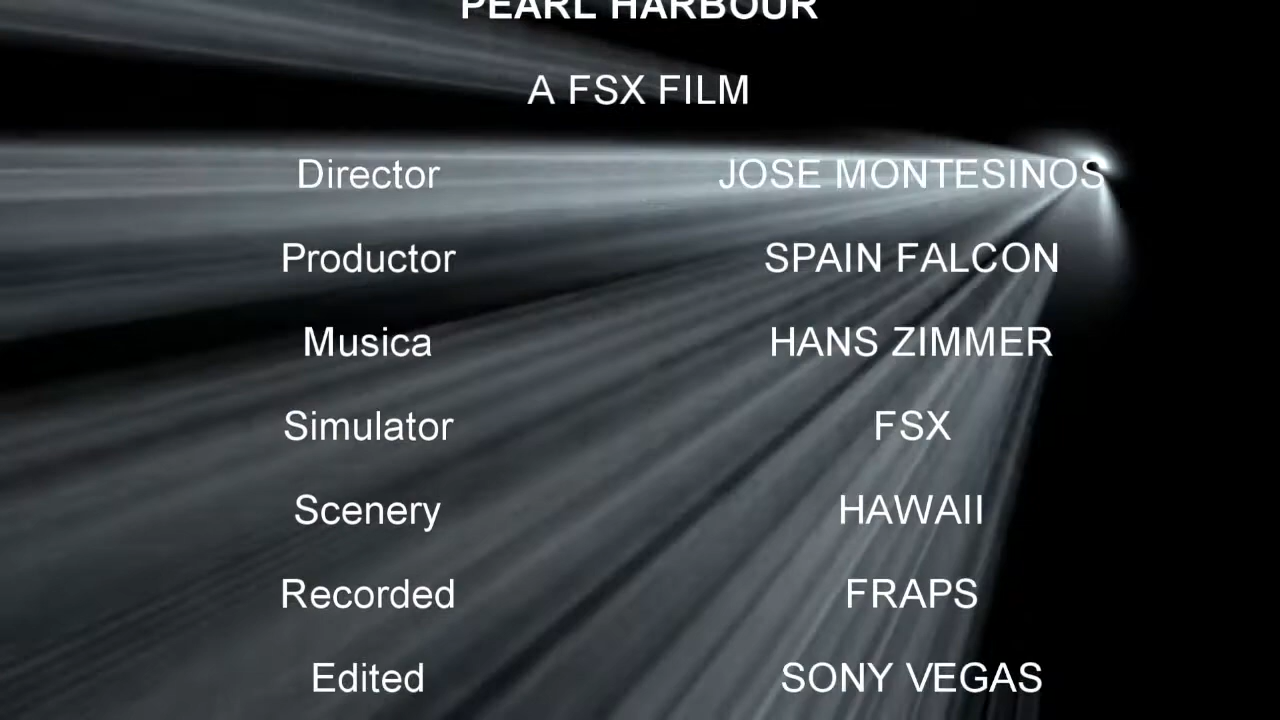 PEARL HARBOUR
A FSX FILM
Director JOSE MONTESINOS
Productor SPAIN FALCON
Musica HANS ZIMMER
Simulator FSX
Scenery HAWAII
Recorded FRAPS
Edited SONY VEGAS